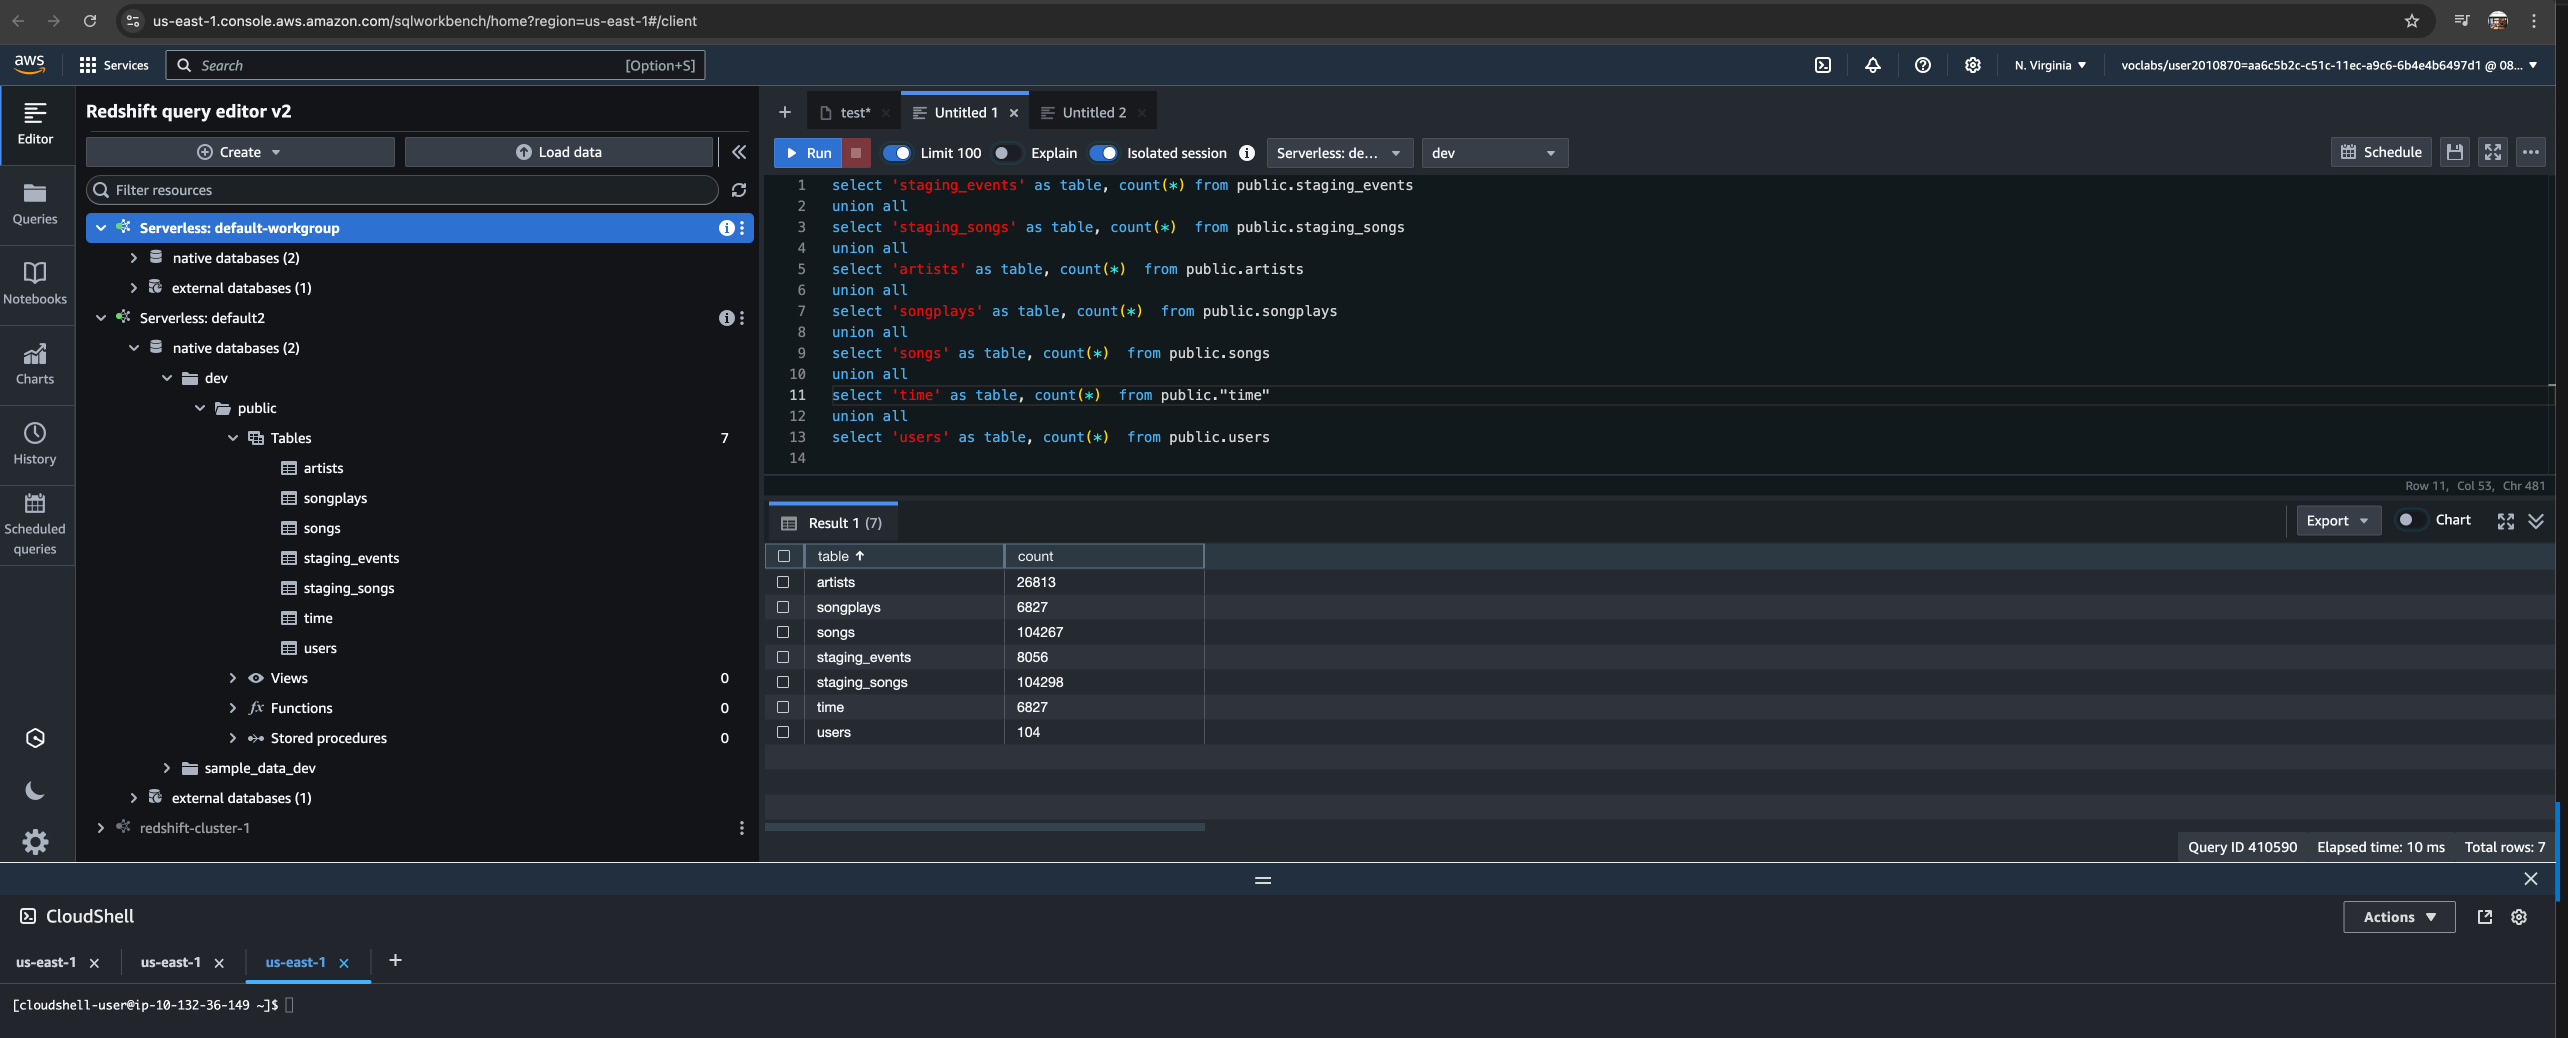 us-east-1.console.aws.amazon.com/sqlworkbench/home?region=us-east-1#/client
aws
Services
Search
[Option+S]
N. Virginia
voclabs/user2010870=aa6c5b2c-c51c-11ec-a9c6-6b4e4b6497d1 @ 08...
Editor
Queries
Notebooks
Charts
History
Scheduled
queries
Redshift query editor v2
Create
Load data
Filter resources
Serverless: default-workgroup
native databases (2)
external databases (1)
Serverless: default2
native databases (2)
dev
public
Tables 7
artists
songplays
songs
staging_events
staging_songs
time
users
Views 0
fx Functions 0
Stored procedures 0
sample_data_dev
external databases (1)
redshift-cluster-1
test*
Untitled 1
Untitled 2
Run
Limit 100
Explain
Isolated session
Serverless: de...
dev
Schedule
1 select 'staging_events' as table, count(*) from public.staging_events
2 union all
3 select 'staging_songs' as table, count(*)  from public.staging_songs
4 union all
5 select 'artists' as table, count(*)  from public.artists
6 union all
7 select 'songplays' as table, count(*)  from public.songplays
8 union all
9 select 'songs' as table, count(*)  from public.songs
10 union all
11 select 'time' as table, count(*)  from public."time"
12 union all
13 select 'users' as table, count(*)  from public.users
14
Row 11, Col 53, Chr 481
Result 1 (7)
Export
Chart
table count
artists 26813
songplays 6827
songs 104267
staging_events 8056
staging_songs 104298
time 6827
users 104
Query ID 410590 Elapsed time: 10 ms Total rows: 7
CloudShell
Actions
us-east-1
us-east-1
us-east-1
[cloudshell-user@ip-10-132-36-149 ~]$